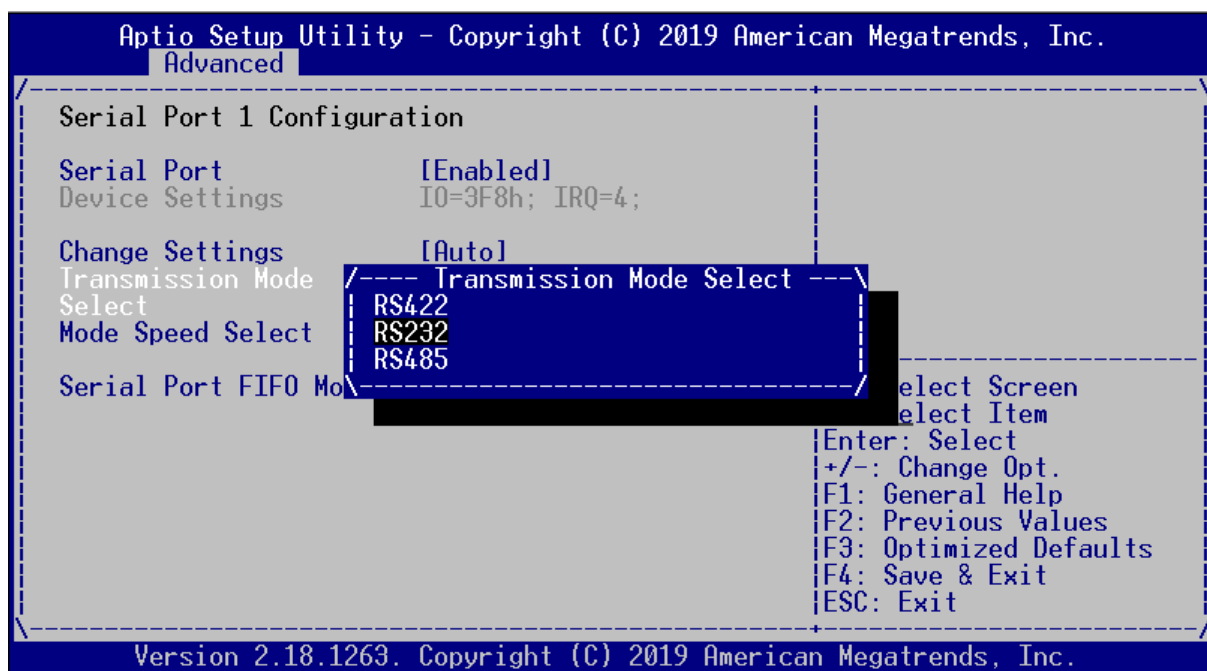 Aptio Setup Utility - Copyright (C) 2019 American Megatrends, Inc.
Advanced
Serial Port 1 Configuration
Serial Port [Enabled]
Device Settings IO=3F8h; IRQ=4;
Change Settings [Auto]
Transmission Mode
Select
Mode Speed Select
Serial Port FIFO Mo
Transmission Mode Select
RS422
RS232
RS485
elect Screen
elect Item
Enter: Select
+/-: Change Opt.
F1: General Help
F2: Previous Values
F3: Optimized Defaults
F4: Save & Exit
ESC: Exit
Version 2.18.1263. Copyright (C) 2019 American Megatrends, Inc.